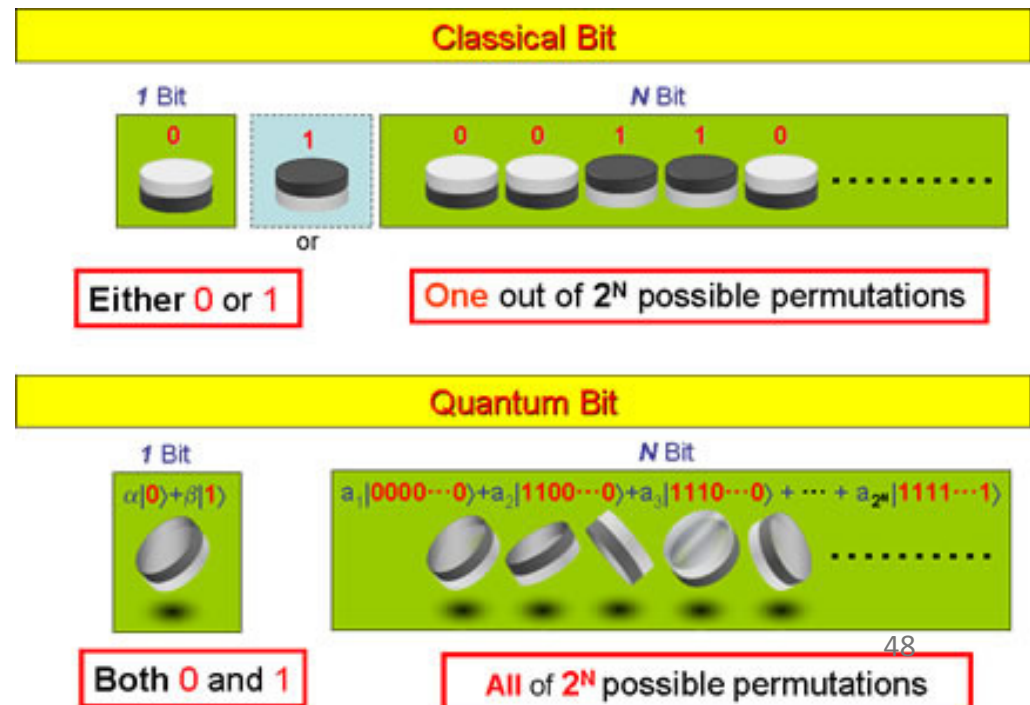 Classical Bit
1 Bit
N Bit
0
1
0 0 1 1 0
..........
or
Either 0 or 1
One out of 2ᴺ possible permutations
Quantum Bit
1 Bit
N Bit
α|0⟩+β|1⟩
a₁|0000···0⟩+a₂|1100···0⟩+a₃|1110···0⟩ + ··· + a₂ᴺ|1111···1⟩
..........
48
Both 0 and 1
All of 2ᴺ possible permutations